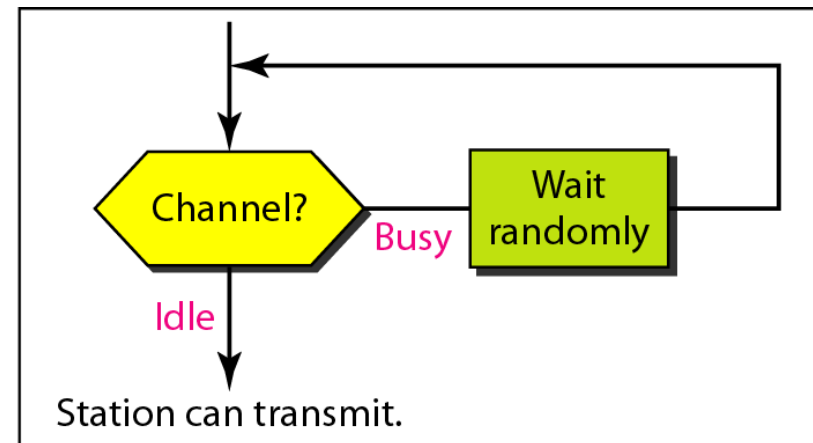 Channel?
Busy
Wait
randomly
Idle
Station can transmit.